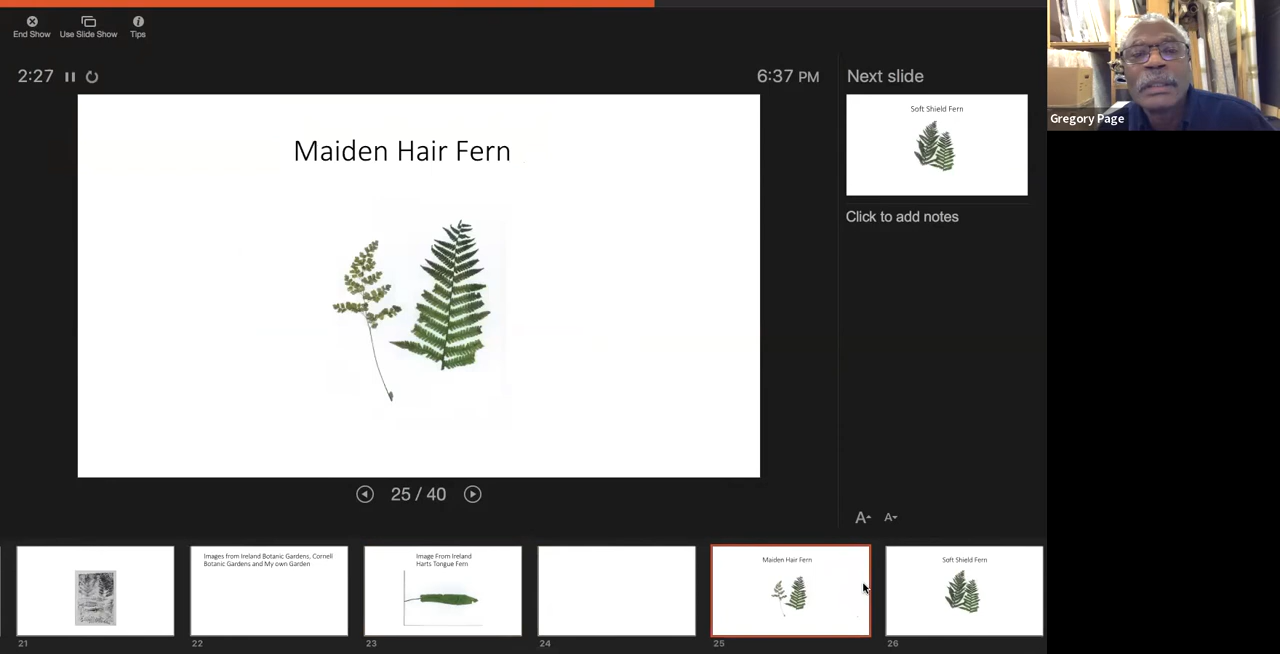 End Show
Use Slide Show
Tips
2:27
6:37 PM
Maiden Hair Fern
25 / 40
Next slide
Soft Shield Fern
Click to add notes
A
A
Gregory Page
Images from Ireland Botanic Gardens, Cornell
Botanic Gardens and My own Garden
Image From Ireland
Harts Tongue Fern
Maiden Hair Fern
Soft Shield Fern
21
22
23
24
25
26